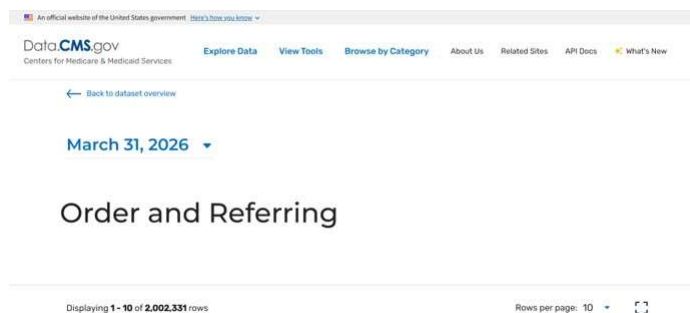 An official website of the United States government Here's how you know
Data.CMS.gov
Centers for Medicare & Medicaid Services
Explore Data View Tools Browse by Category About Us Related Sites API Docs What's New
Back to dataset overview
March 31, 2026
Order and Referring
Displaying 1 - 10 of 2,002,331 rows Rows per page: 10